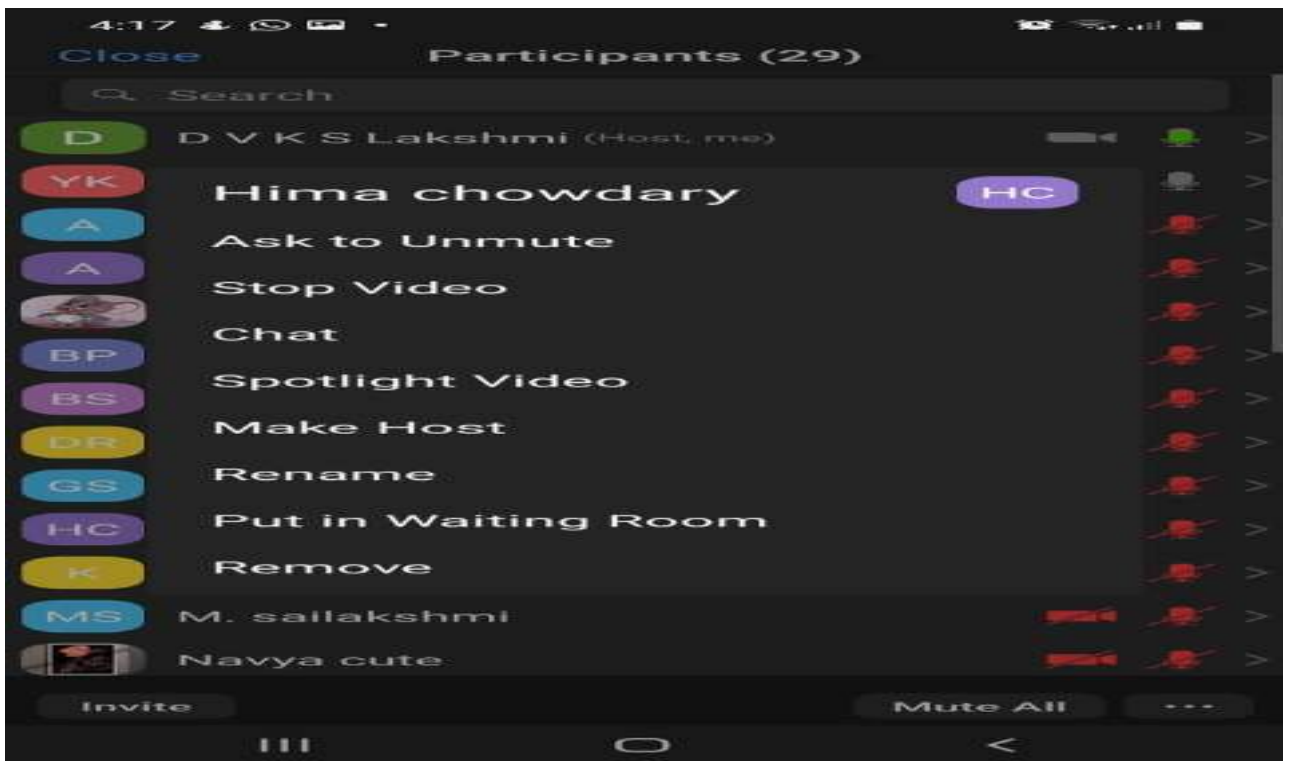 4:17
Close Participants (29)
Search
D D V K S Lakshmi (Host, me)
YK
Hima chowdary HC
A
Ask to Unmute
A
Stop Video
Chat
BP
Spotlight Video
BS
Make Host
DR
Rename
GS
Put in Waiting Room
HC
Remove
K
MS M. sailakshmi
Navya cute
Invite Mute All ...